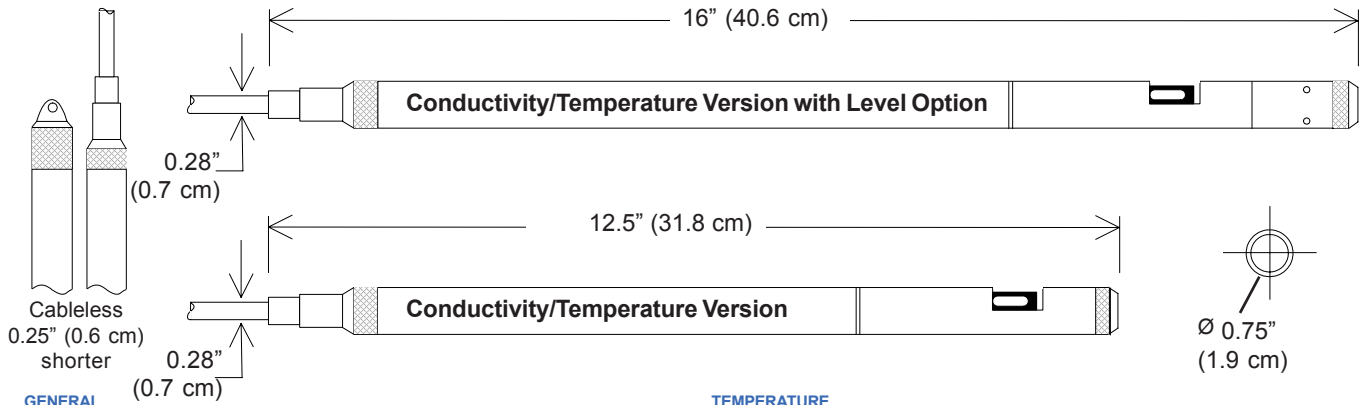 16” (40.6 cm)
Conductivity/Temperature Version with Level Option
0.28”
(0.7 cm)
12.5” (31.8 cm)
Conductivity/Temperature Version
Cableless
0.25” (0.6 cm)
shorter
0.28”
(0.7 cm)
Ø 0.75”
(1.9 cm)
GENERAL
TEMPERATURE